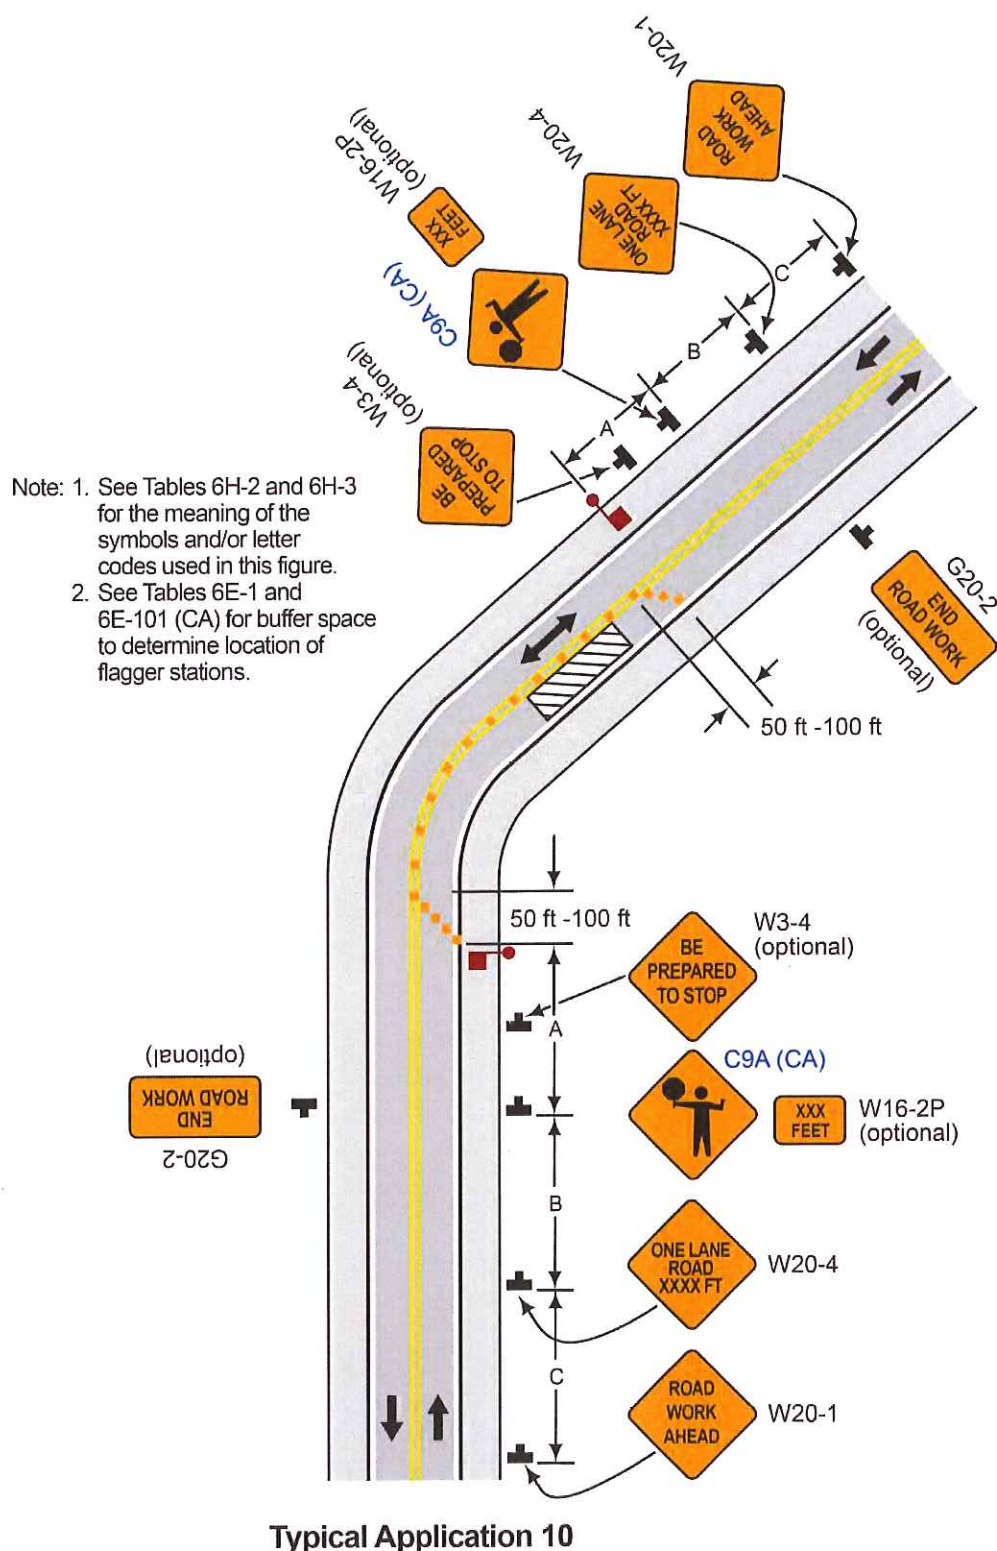 W20-1
ROAD
WORK
AHEAD
W20-4
ONE LANE
ROAD
XXXX FT
W16-2P
(optional)
XXX
FEET
C9A (CA)
W3-4
(optional)
BE
PREPARED
TO STOP
C
B
A
Note: 1. See Tables 6H-2 and 6H-3
for the meaning of the
symbols and/or letter
codes used in this figure.
2. See Tables 6E-1 and
6E-101 (CA) for buffer space
to determine location of
flagger stations.
G20-2
END
ROAD WORK
(optional)
50 ft -100 ft
50 ft -100 ft
W3-4
(optional)
BE
PREPARED
TO STOP
A
C9A (CA)
XXX
FEET
W16-2P
(optional)
G20-2
END
ROAD WORK
(optional)
B
ONE LANE
ROAD
XXXX FT
W20-4
C
ROAD
WORK
AHEAD
W20-1
Typical Application 10